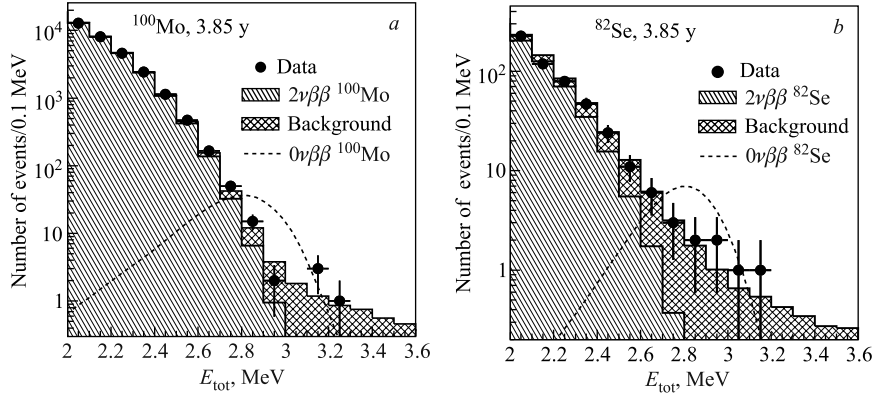 ¹⁰⁰Mo, 3.85 y
a
Data
2νββ ¹⁰⁰Mo
Background
0νββ ¹⁰⁰Mo
Number of events/0.1 MeV
10⁴
10³
10²
10
1
2 2.2 2.4 2.6 2.8 3 3.2 3.4 3.6
E_tot, MeV
⁸²Se, 3.85 y
b
Data
2νββ ⁸²Se
Background
0νββ ⁸²Se
Number of events/0.1 MeV
10²
10
1
2 2.2 2.4 2.6 2.8 3 3.2 3.4 3.6
E_tot, MeV